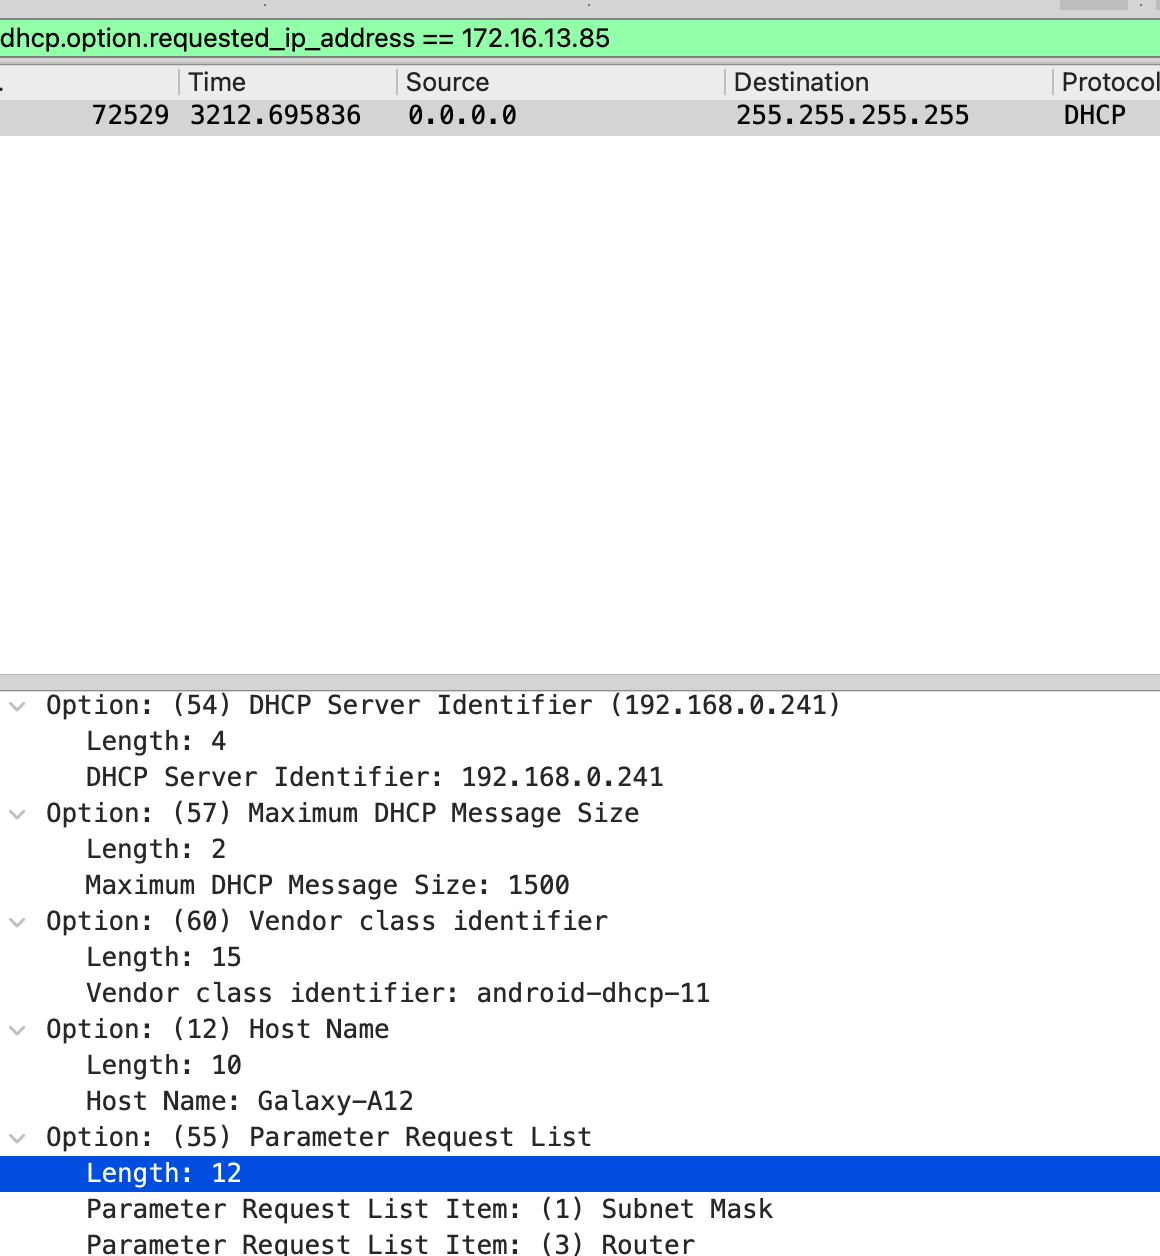 dhcp.option.requested_ip_address == 172.16.13.85
. Time Source Destination Protocol
72529 3212.695836 0.0.0.0 255.255.255.255 DHCP
Option: (54) DHCP Server Identifier (192.168.0.241)
Length: 4
DHCP Server Identifier: 192.168.0.241
Option: (57) Maximum DHCP Message Size
Length: 2
Maximum DHCP Message Size: 1500
Option: (60) Vendor class identifier
Length: 15
Vendor class identifier: android-dhcp-11
Option: (12) Host Name
Length: 10
Host Name: Galaxy-A12
Option: (55) Parameter Request List
Length: 12
Parameter Request List Item: (1) Subnet Mask
Parameter Request List Item: (3) Router